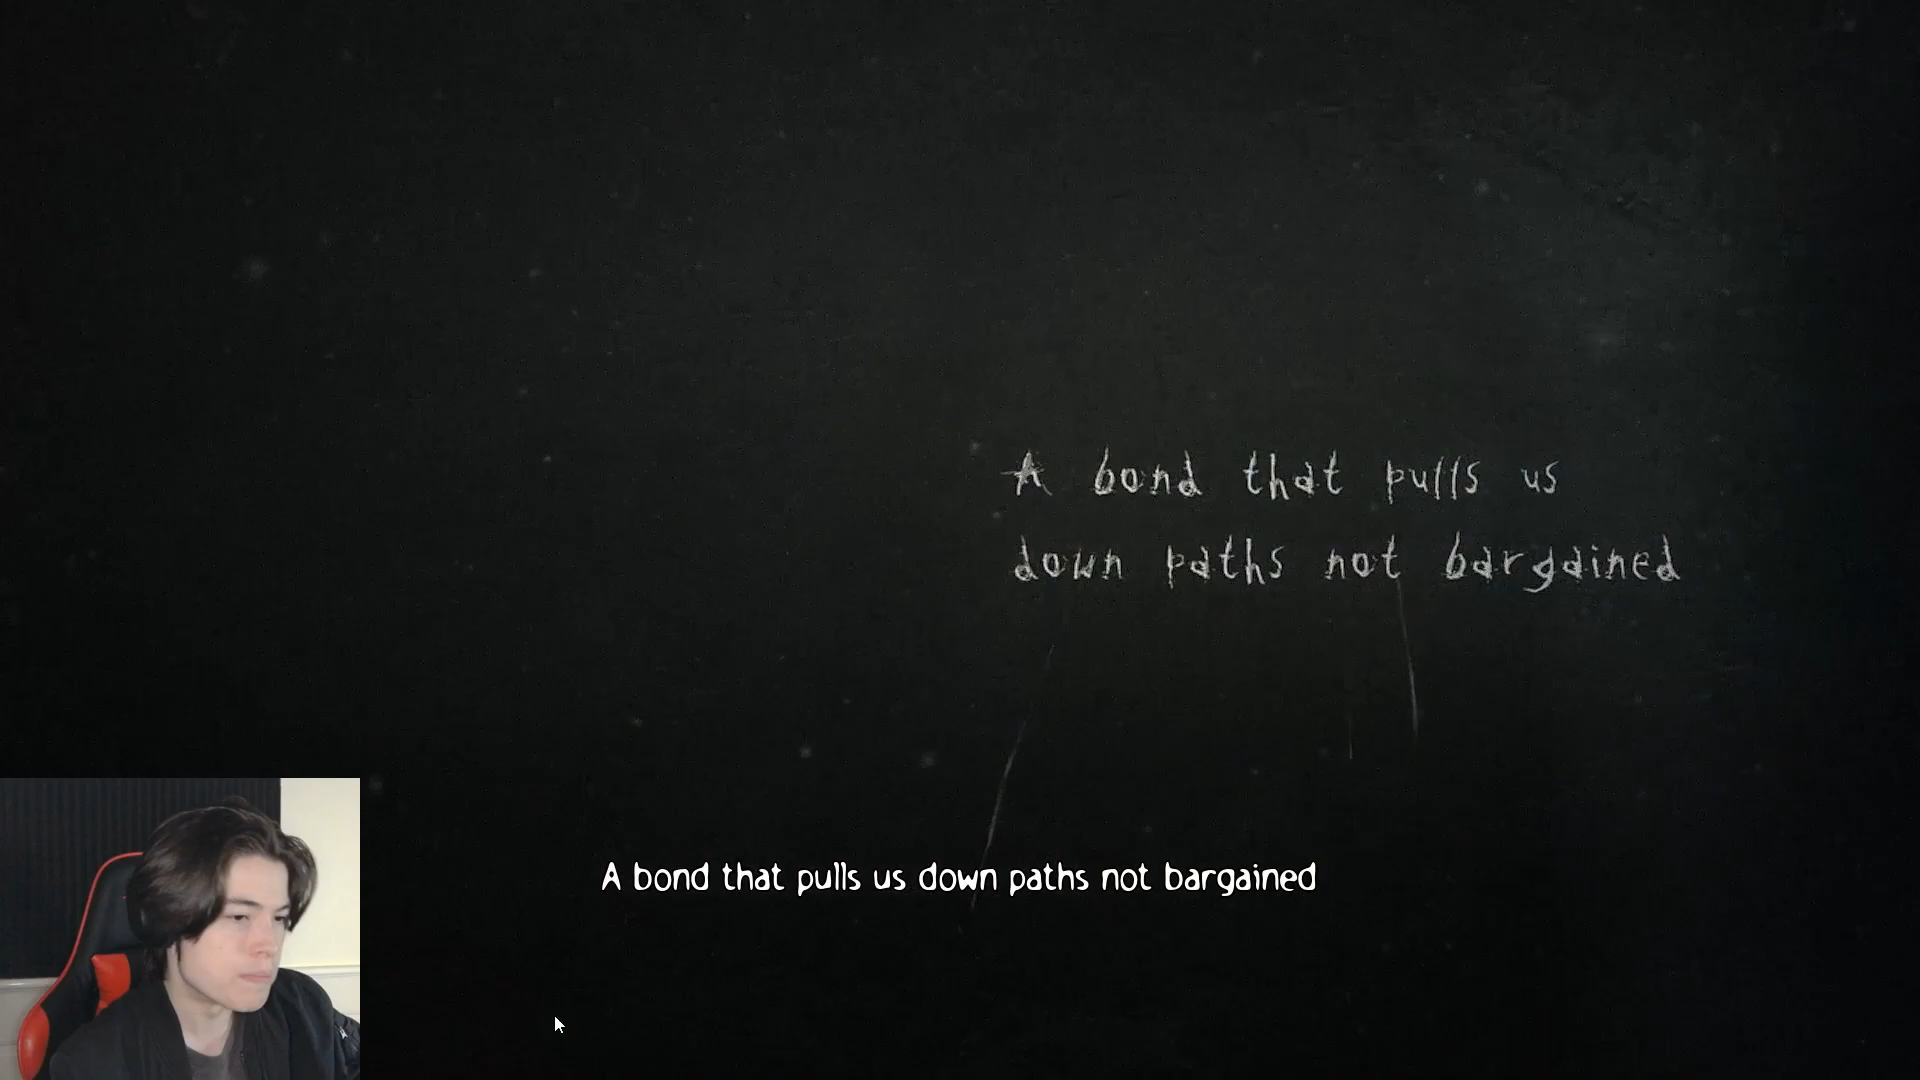 A bond that pulls us
down paths not bargained
A bond that pulls us down paths not bargained